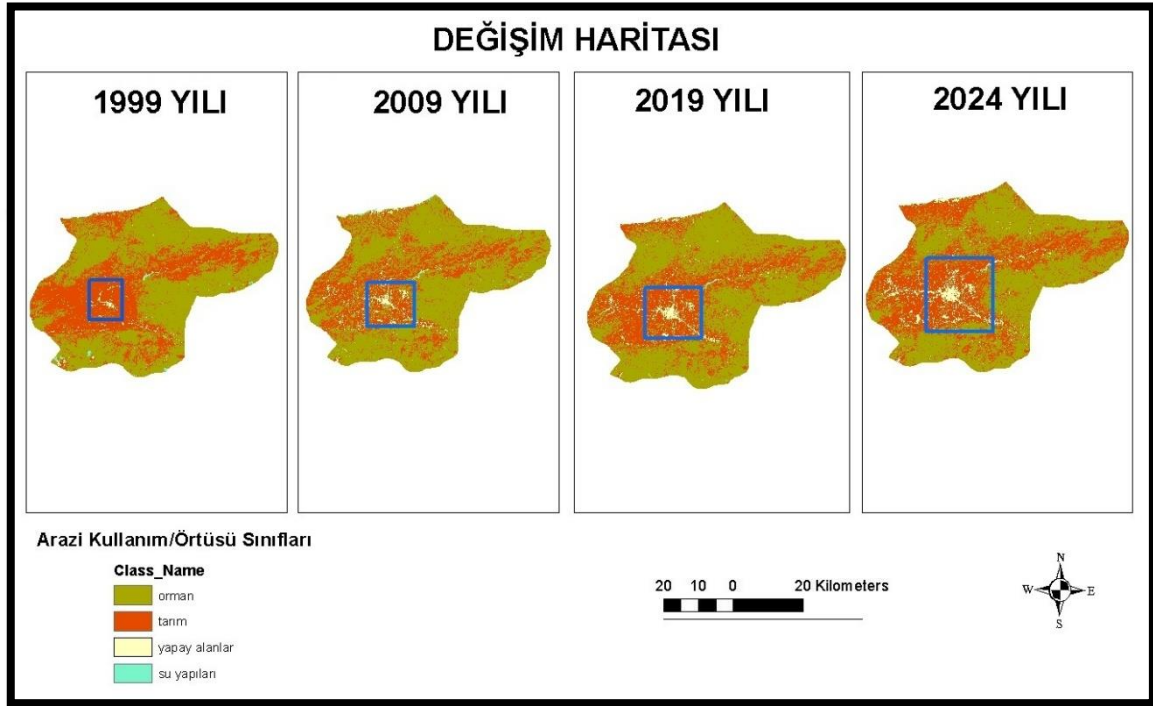 DEĞİŞİM HARİTASI
1999 YILI
2009 YILI
2019 YILI
2024 YILI
Arazi Kullanım/Örtüsü Sınıfları
Class_Name
orman
tarım
yapay alanlar
su yapıları
20 10 0 20 Kilometers
N
W E
S